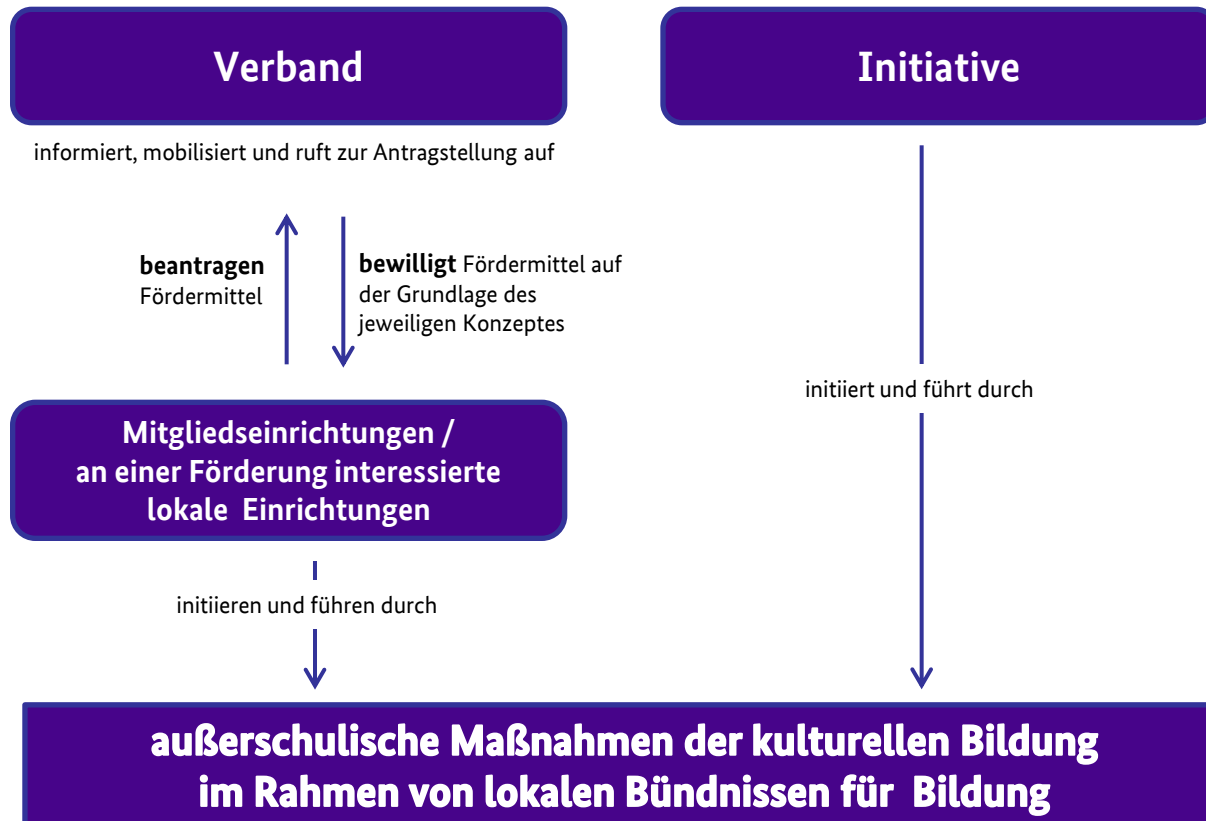 Verband
Initiative
informiert, mobilisiert und ruft zur Antragstellung auf
beantragen
Fördermittel
bewilligt Fördermittel auf
der Grundlage des
jeweiligen Konzeptes
initiiert und führt durch
Mitgliedseinrichtungen /
an einer Förderung interessierte
lokale Einrichtungen
initiieren und führen durch
außerschulische Maßnahmen der kulturellen Bildung
im Rahmen von lokalen Bündnissen für Bildung